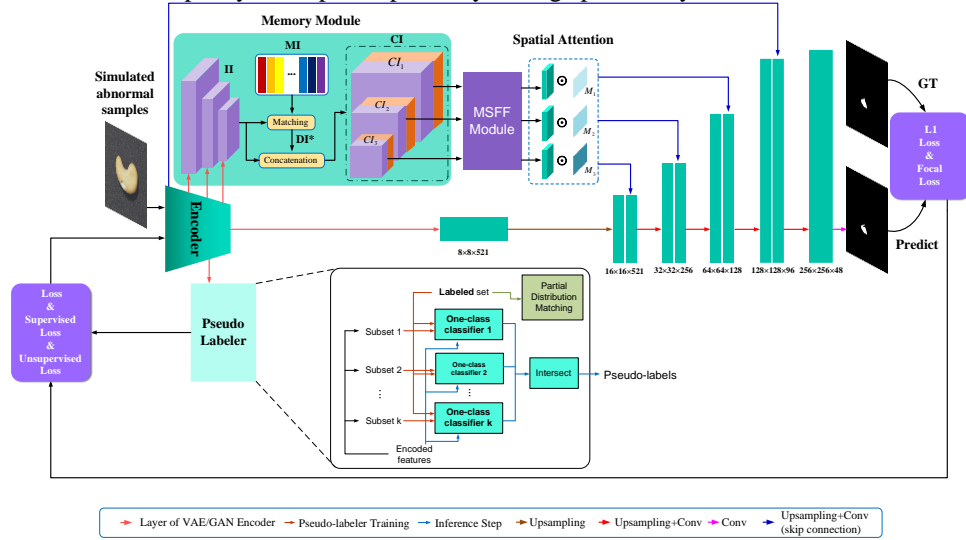 Memory Module
MI
CI
Spatial Attention
II
Simulated
abnormal
samples
...
Matching
DI*
Concatenation
CI₁
CI₂
CI₃
MSFF
Module
M₁
M₂
M₃
GT
L1
Loss
&
Focal
Loss
Predict
Encoder
8×8×521
16×16×521
32×32×256
64×64×128
128×128×96
256×256×48
Loss
&
Supervised
Loss
&
Unsupervised
Loss
Pseudo
Labeler
Labeled set
Partial
Distribution
Matching
Subset 1
One-class
classifier 1
Subset 2
One-class
classifier 2
Intersect
Pseudo-labels
⋮
...
Subset k
One-class
classifier k
Encoded
features
Layer of VAE/GAN Encoder
Pseudo-labeler Training
Inference Step
Upsampling
Upsampling+Conv
Conv
Upsampling+Conv
(skip connection)